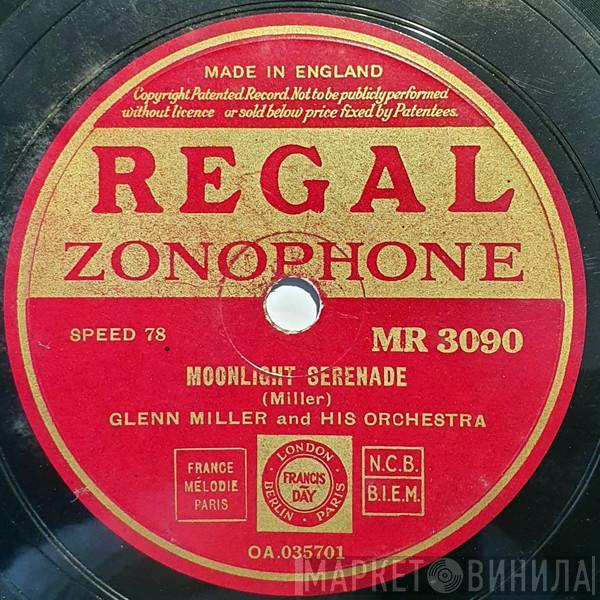 MADE IN ENGLAND
Copyright Patented Record. Not to be publicly performed
without licence or sold below price fixed by Patentees.
REGAL
ZONOPHONE
SPEED 78
MR 3090
MOONLIGHT SERENADE
(Miller)
GLENN MILLER and HIS ORCHESTRA
FRANCE
MÉLODIE
PARIS
LONDON
FRANCIS
DAY
BERLIN
PARIS
N.C.B.
B.I.E.M.
OA.035701
МАРКЕТ ВИНИЛА